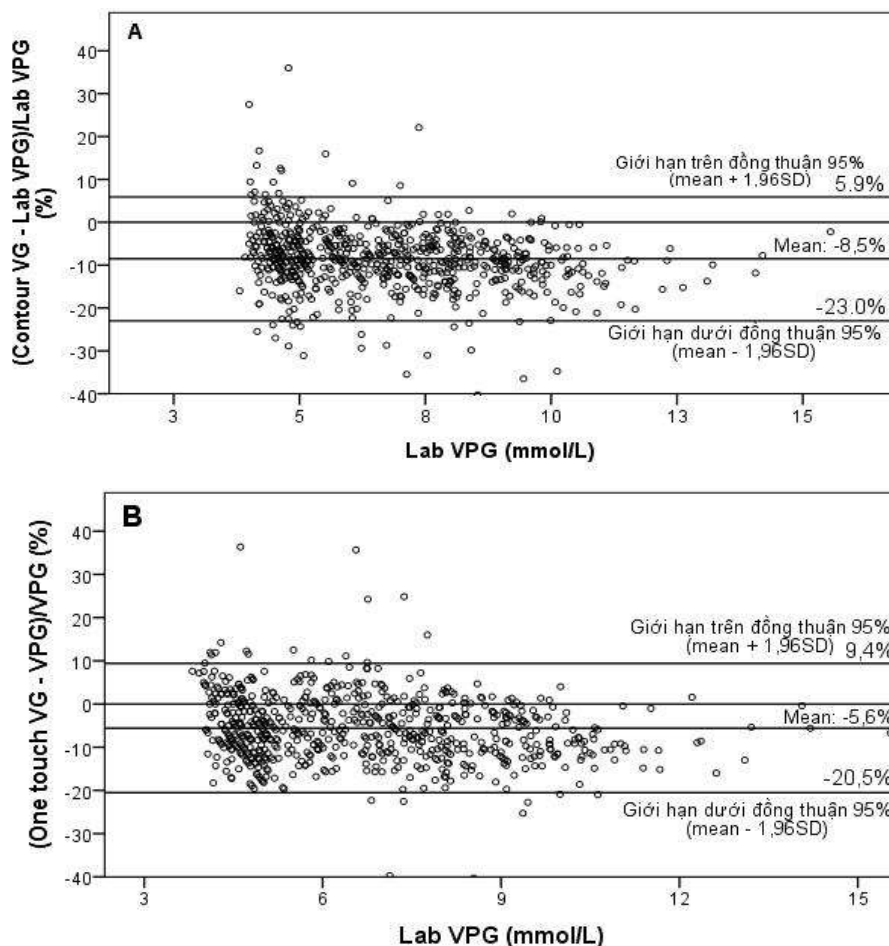 A
(Contour VG - Lab VPG)/Lab VPG
(%)
40
30
20
10
0
-10
-20
-30
-40
Giới hạn trên đồng thuận 95%
(mean + 1,96SD)
5.9%
Mean: -8,5%
-23.0%
Giới hạn dưới đồng thuận 95%
(mean - 1,96SD)
3 5 8 10 13 15
Lab VPG (mmol/L)
B
(One touch VG - VPG)/VPG (%)
40
30
20
10
0
-10
-20
-30
-40
Giới hạn trên đồng thuận 95%
(mean + 1,96SD)
9,4%
Mean: -5,6%
-20,5%
Giới hạn dưới đồng thuận 95%
(mean - 1,96SD)
3 6 9 12 15
Lab VPG (mmol/L)